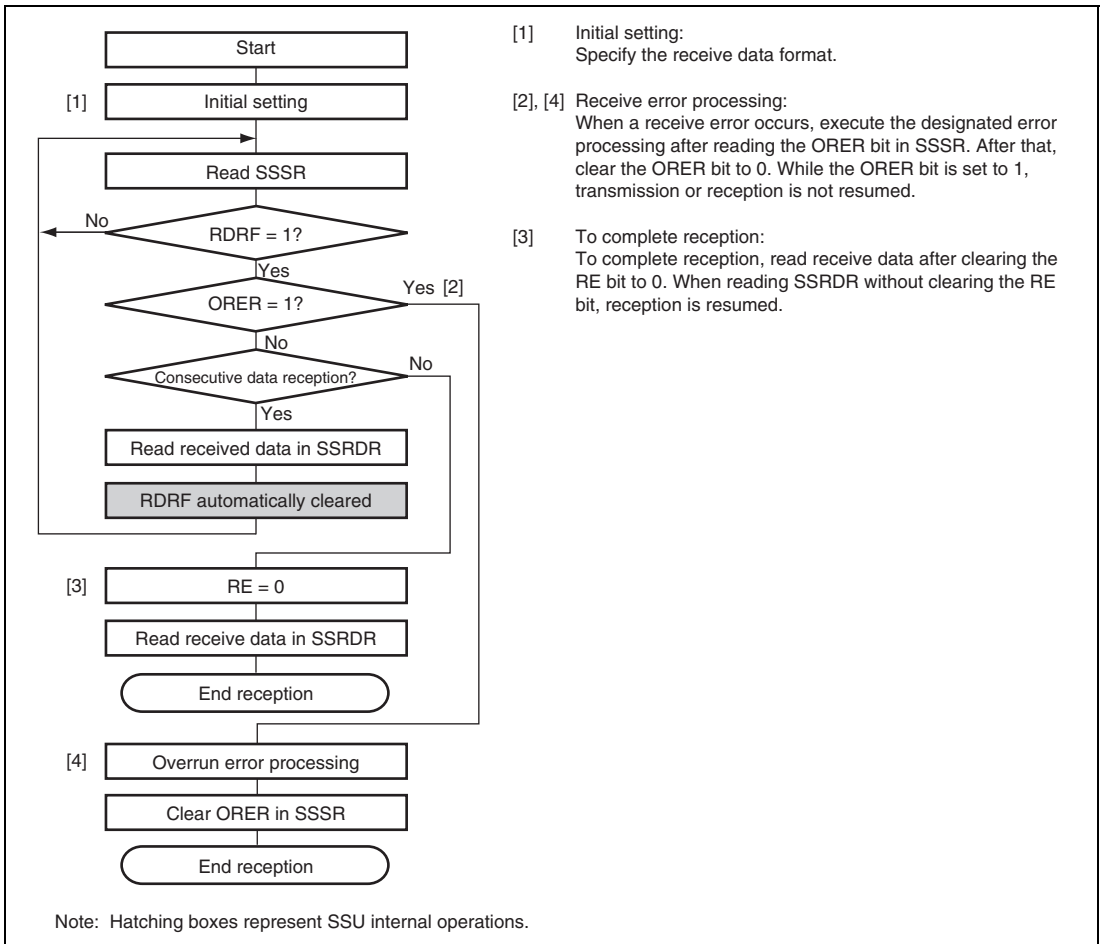 Start
[1] Initial setting
Read SSSR
No
RDRF = 1?
Yes
ORER = 1?
Yes [2]
No
Consecutive data reception?
No
Yes
Read received data in SSRDR
RDRF automatically cleared
[3] RE = 0
Read receive data in SSRDR
End reception
[4] Overrun error processing
Clear ORER in SSSR
End reception
[1] Initial setting:
Specify the receive data format.
[2], [4] Receive error processing:
When a receive error occurs, execute the designated error
processing after reading the ORER bit in SSSR. After that,
clear the ORER bit to 0. While the ORER bit is set to 1,
transmission or reception is not resumed.
[3] To complete reception:
To complete reception, read receive data after clearing the
RE bit to 0. When reading SSRDR without clearing the RE
bit, reception is resumed.
Note: Hatching boxes represent SSU internal operations.